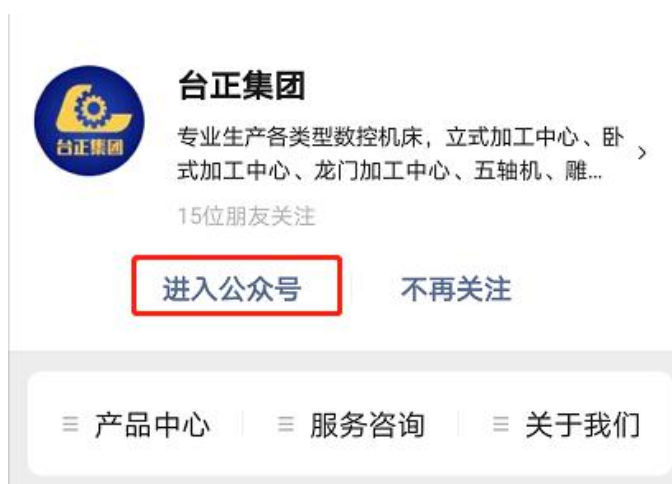 台正集团
专业生产各类型数控机床，立式加工中心、卧
式加工中心、龙门加工中心、五轴机、雕...
台正集团
15位朋友关注
进入公众号 不再关注
产品中心 服务咨询 关于我们